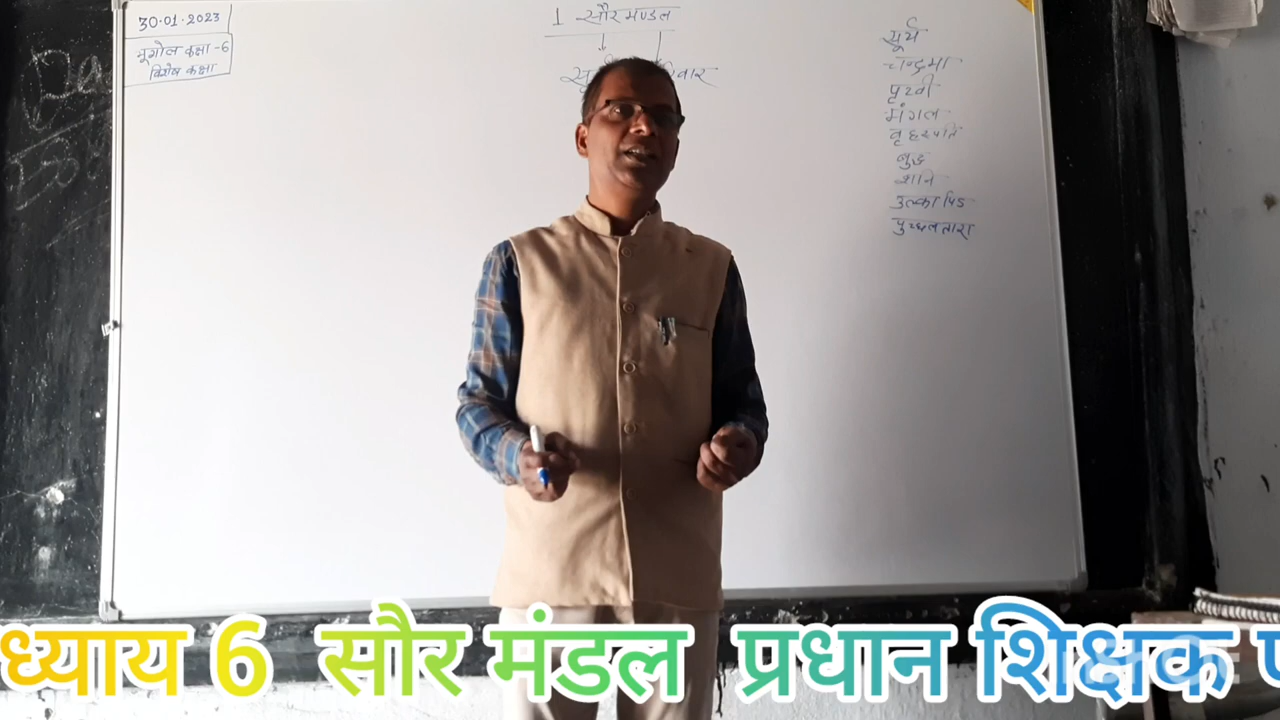 30.01.2023
भूगोल कक्षा -6
विशेष कक्षा
1 सौर मण्डल
सूर्य
चन्द्रमा
पृथ्वी
मंगल
वृहस्पति
बुद्ध
शनि
उल्का पिंड
पुच्छल तारा
ध्याय 6 सौर मंडल प्रधान शिक्षक